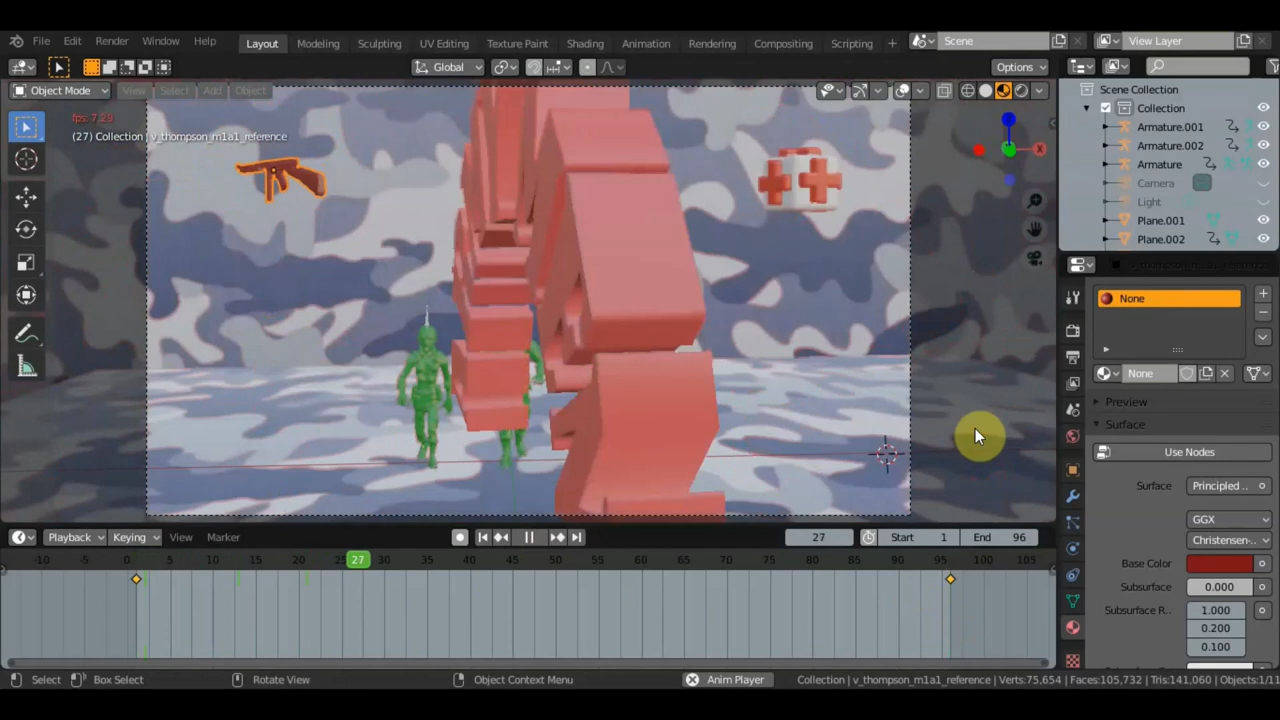 File Edit Render Window Help Layout Modeling Sculpting UV Editing Texture Paint Shading Animation Rendering Compositing Scripting + Scene View Layer
Global Options
Object Mode View Select Add Object
Scene Collection
Collection
Armature.001
Armature.002
Armature
Camera
Light
Plane.001
Plane.002
fps: 7.29
(27) Collection | v_thompson_m1a1_reference
X
None
None
Preview
Surface
Use Nodes
Surface Principled ..
GGX
Christensen-..
Base Color
Subsurface 0.000
Subsurface R.. 1.000
0.200
0.100
Playback Keying View Marker 27 Start 1 End 96
-10 -5 0 5 10 15 20 27 30 35 40 45 50 55 60 65 70 75 80 85 90 95 100 105
Select Box Select Rotate View Object Context Menu Anim Player Collection | v_thompson_m1a1_reference | Verts:75,654 | Faces:105,732 | Tris:141,060 | Objects:1/11